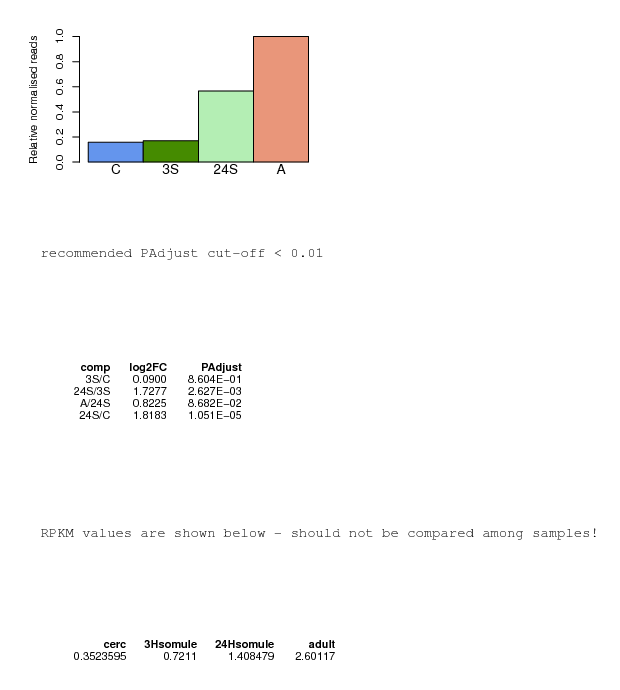 Relative normalised reads
1.0
0.8
0.6
0.4
0.2
0.0
C 3S 24S A
recommended PAdjust cut-off < 0.01
comp log2FC PAdjust
3S/C 0.0900 8.604E-01
24S/3S 1.7277 2.627E-03
A/24S 0.8225 8.682E-02
24S/C 1.8183 1.051E-05
RPKM values are shown below - should not be compared among samples!
cerc 3Hsomule 24Hsomule adult
0.3523595 0.7211 1.408479 2.60117